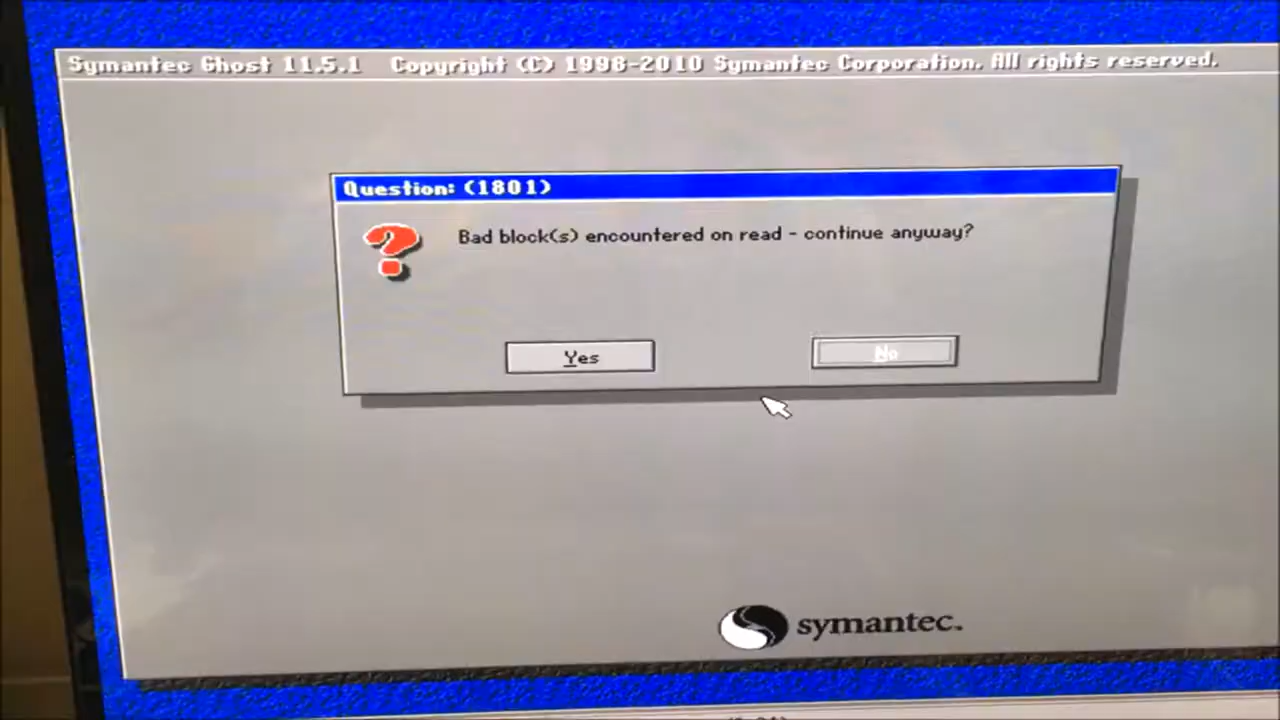 Symantec Ghost 11.5.1 Copyright (C) 1998-2010 Symantec Corporation. All rights reserved.
Question: (1801)
Bad block(s) encountered on read - continue anyway?
Yes
No
symantec.